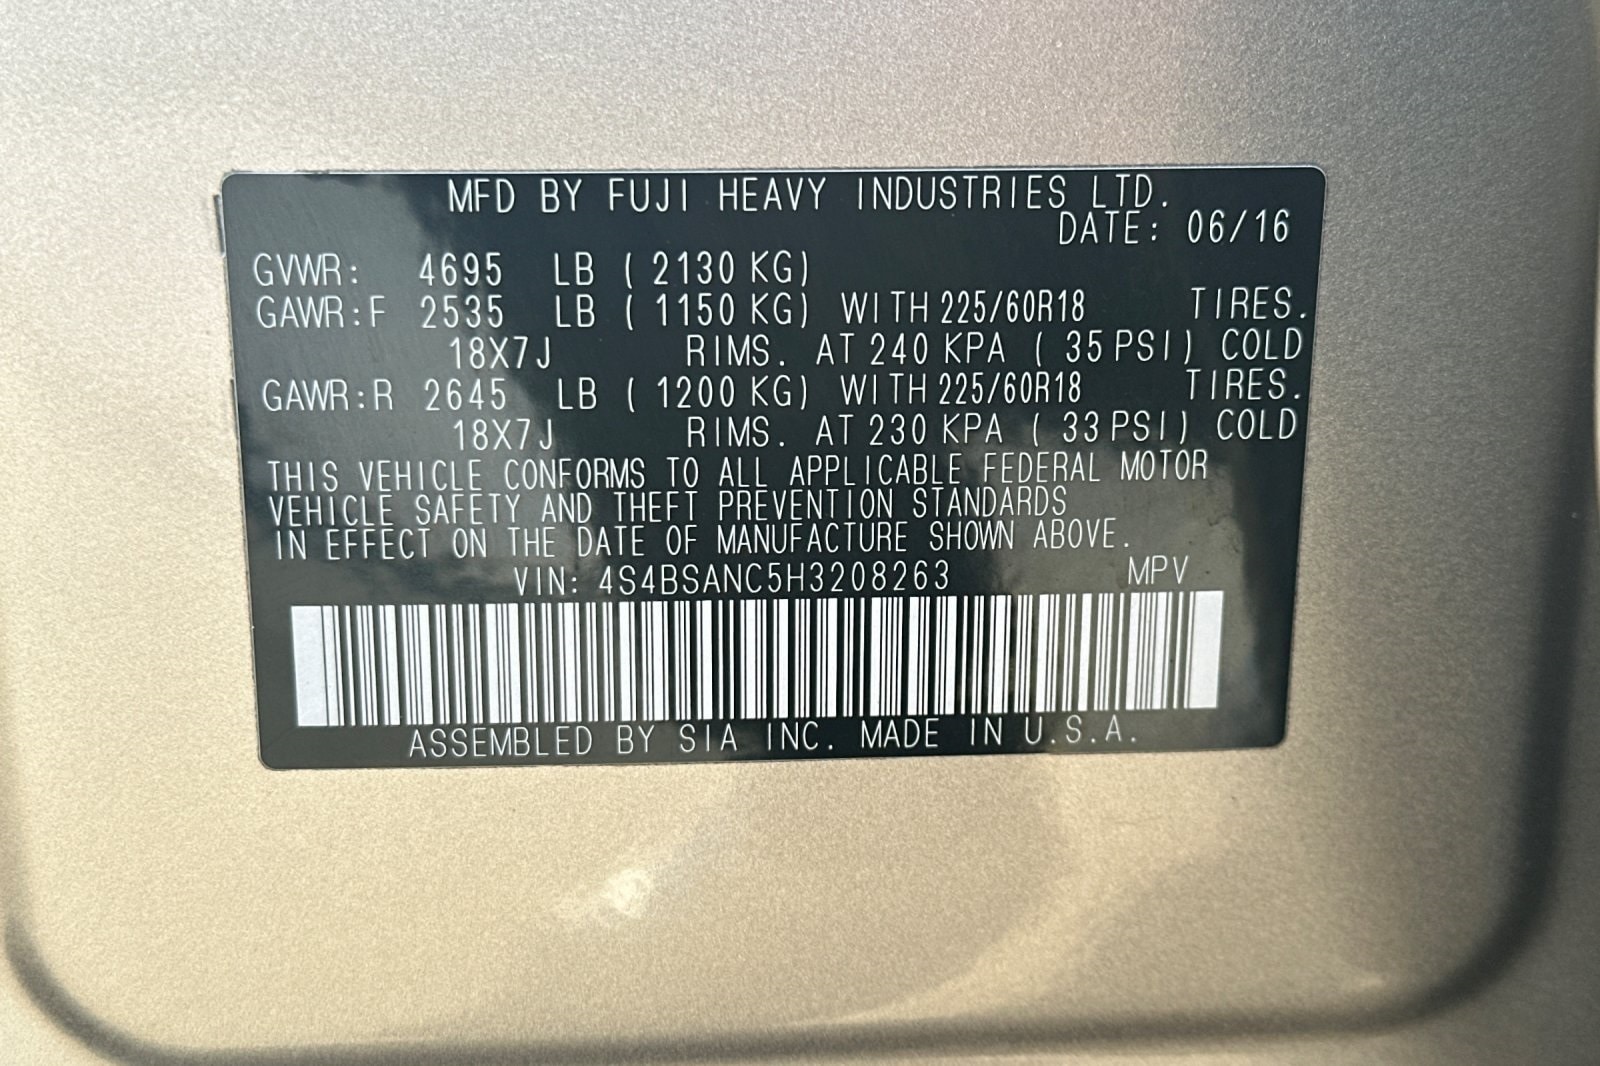 MFD BY FUJI HEAVY INDUSTRIES LTD.
DATE: 06/16
GVWR: 4695 LB ( 2130 KG)
GAWR:F 2535 LB ( 1150 KG) WITH 225/60R18 TIRES.
18X7J RIMS. AT 240 KPA ( 35 PSI) COLD
GAWR:R 2645 LB ( 1200 KG) WITH 225/60R18 TIRES.
18X7J RIMS. AT 230 KPA ( 33 PSI) COLD
THIS VEHICLE CONFORMS TO ALL APPLICABLE FEDERAL MOTOR
VEHICLE SAFETY AND THEFT PREVENTION STANDARDS
IN EFFECT ON THE DATE OF MANUFACTURE SHOWN ABOVE.
VIN: 4S4BSANC5H3208263 MPV
ASSEMBLED BY SIA INC. MADE IN U.S.A.